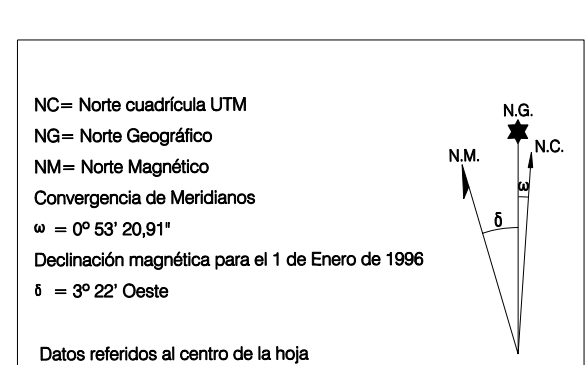 NC= Norte cuadrícula UTM
NG= Norte Geográfico
NM= Norte Magnético
Convergencia de Meridianos
ω = 0º 53' 20,91"
Declinación magnética para el 1 de Enero de 1996
δ = 3º 22' Oeste
Datos referidos al centro de la hoja
N.G.
N.C.
N.M.
ω
δ